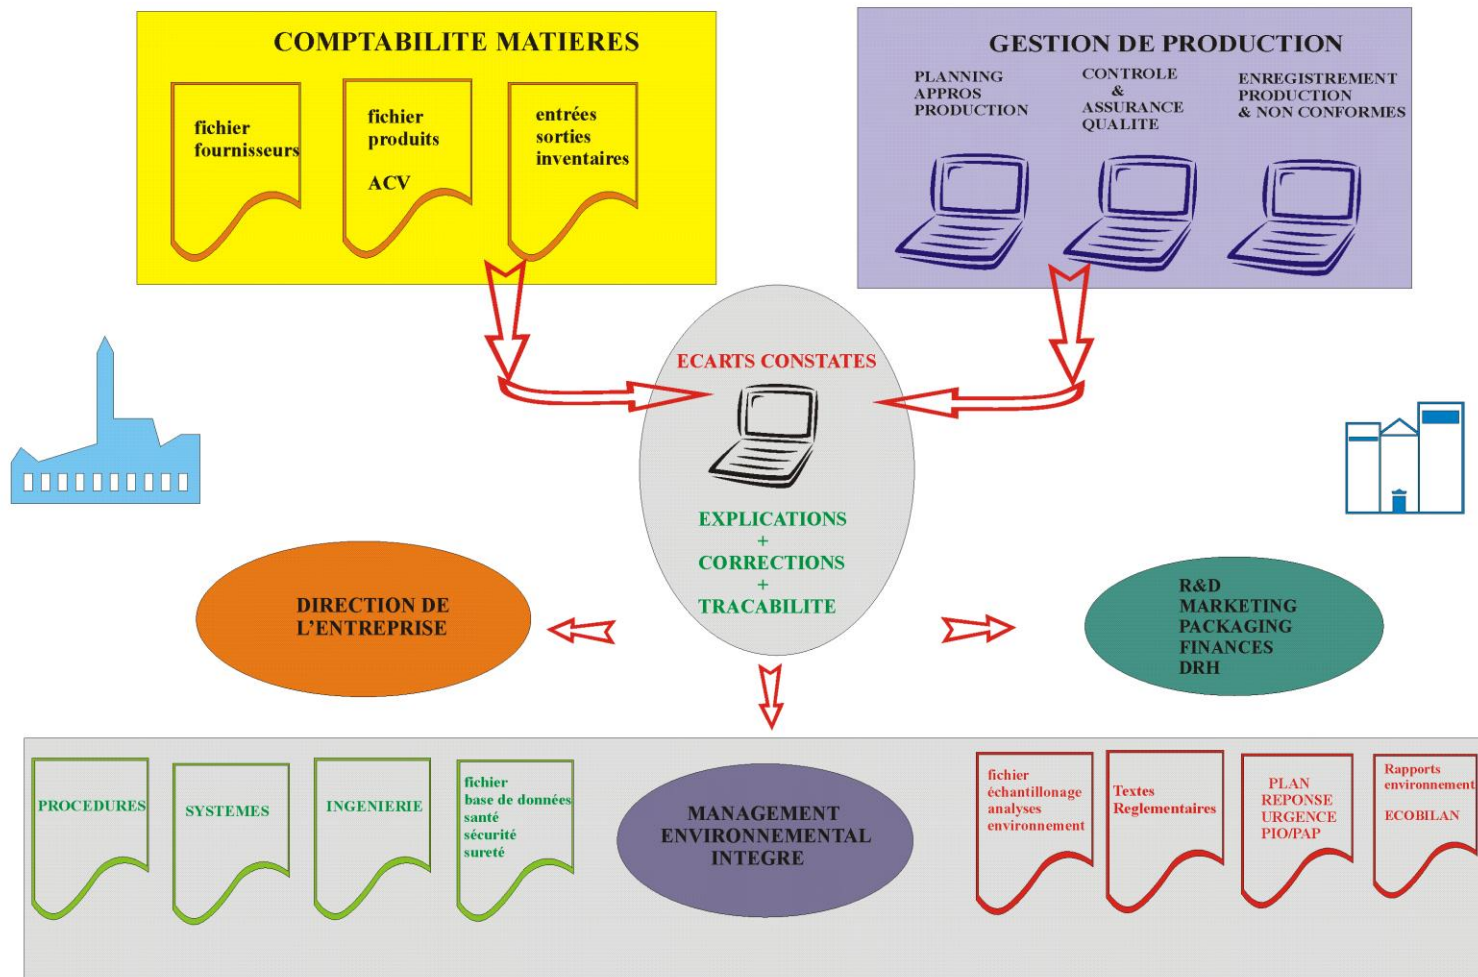 COMPTABILITE MATIERES
fichier
fournisseurs
fichier
produits
ACV
entrées
sorties
inventaires
GESTION DE PRODUCTION
PLANNING
APPROS
PRODUCTION
CONTROLE
&
ASSURANCE
QUALITE
ENREGISTREMENT
PRODUCTION
& NON CONFORMES
ECARTS CONSTATES
EXPLICATIONS
+
CORRECTIONS
+
TRACABILITE
DIRECTION DE
L'ENTREPRISE
R&D
MARKETING
PACKAGING
FINANCES
DRH
PROCEDURES
SYSTEMES
INGENIERIE
fichier
base de données
santé
sécurité
sureté
MANAGEMENT
ENVIRONNEMENTAL
INTEGRE
fichier
échantillonage
analyses
environnement
Textes
Reglementaires
PLAN
REPONSE
URGENCE
PIO/PAP
Rapports
environnement
ECOBILAN